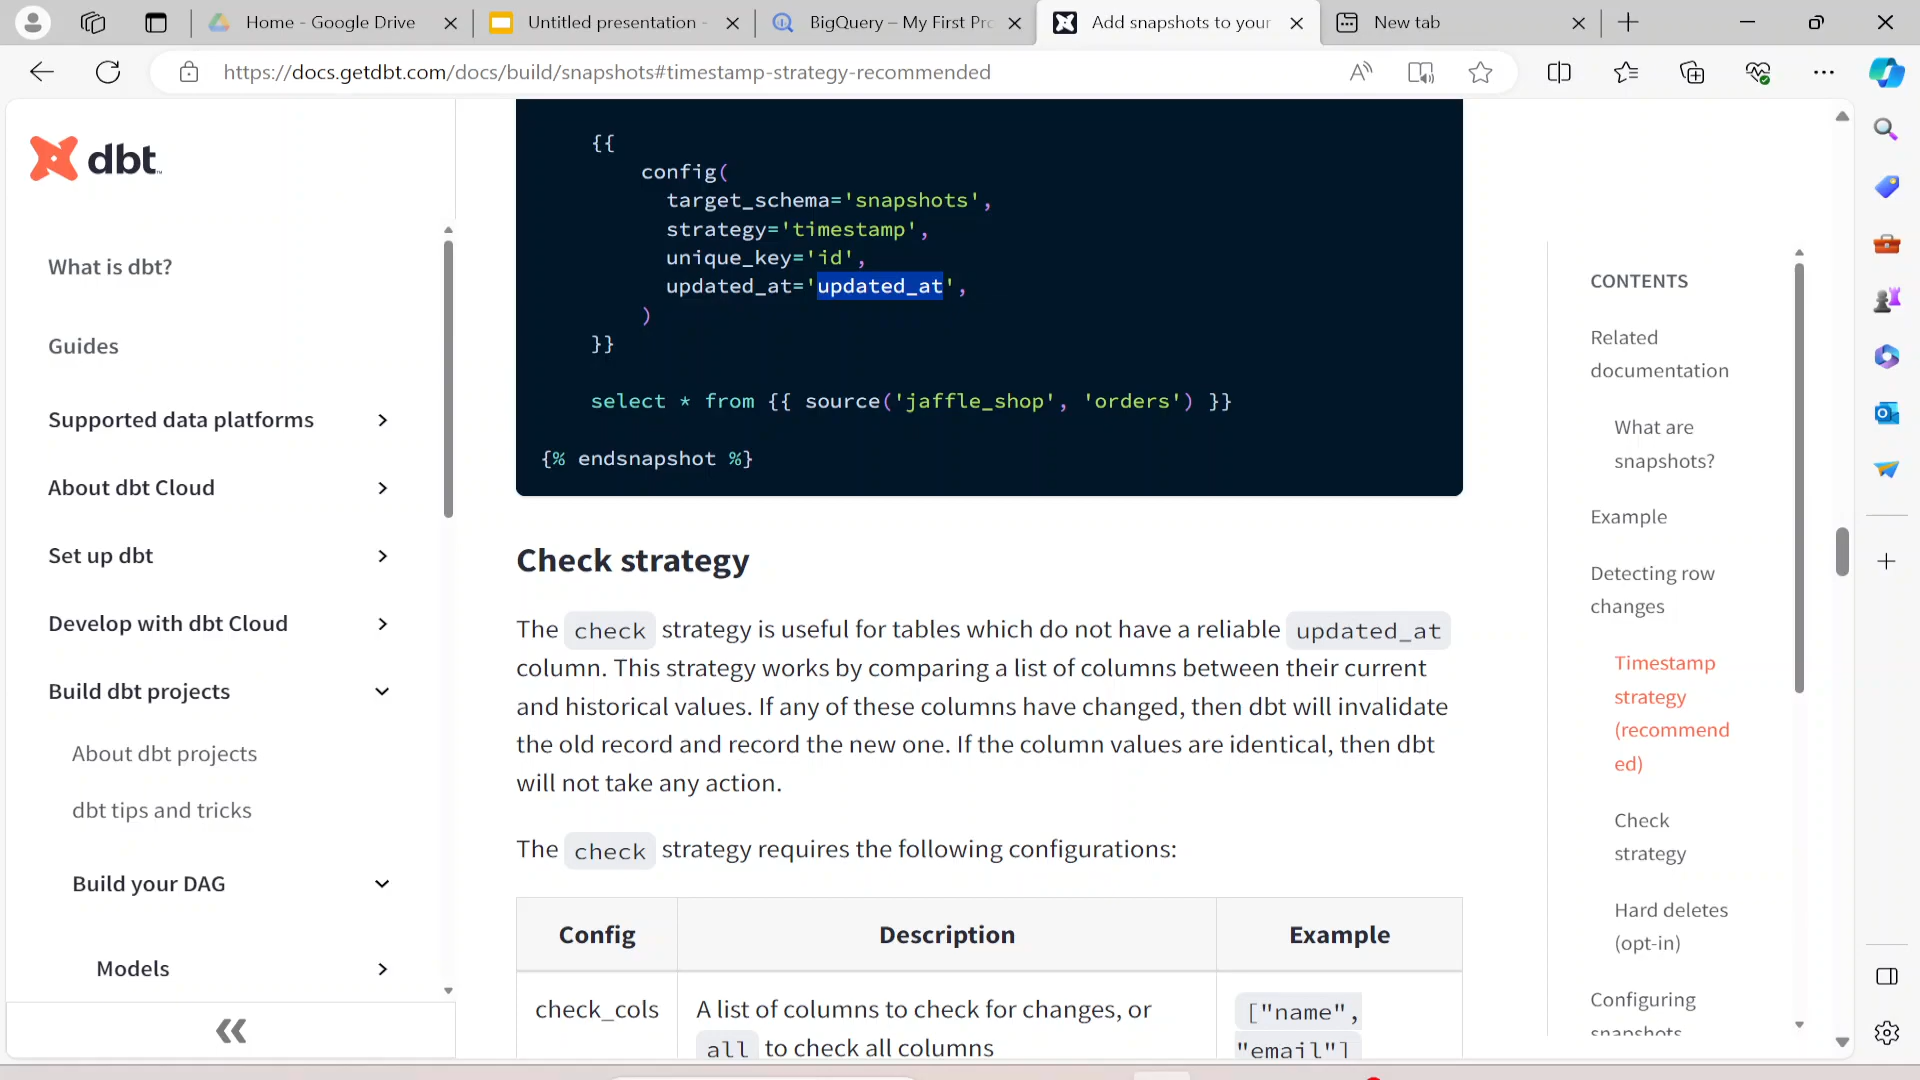 Home - Google Drive
Untitled presentation -
BigQuery – My First Pro
Add snapshots to your
New tab
https://docs.getdbt.com/docs/build/snapshots#timestamp-strategy-recommended
dbt
What is dbt?
Guides
Supported data platforms
About dbt Cloud
Set up dbt
Develop with dbt Cloud
Build dbt projects
About dbt projects
dbt tips and tricks
Build your DAG
Models
{{
config(
target_schema='snapshots',
strategy='timestamp',
unique_key='id',
updated_at='updated_at',
)
}}
select * from {{ source('jaffle_shop', 'orders') }}
{% endsnapshot %}
Check strategy
The check strategy is useful for tables which do not have a reliable updated_at
column. This strategy works by comparing a list of columns between their current
and historical values. If any of these columns have changed, then dbt will invalidate
the old record and record the new one. If the column values are identical, then dbt
will not take any action.
The check strategy requires the following configurations:
Config Description Example
check_cols A list of columns to check for changes, or ["name",
all to check all columns "email"]
CONTENTS
Related
documentation
What are
snapshots?
Example
Detecting row
changes
Timestamp
strategy
(recommend
ed)
Check
strategy
Hard deletes
(opt-in)
Configuring
snapshots